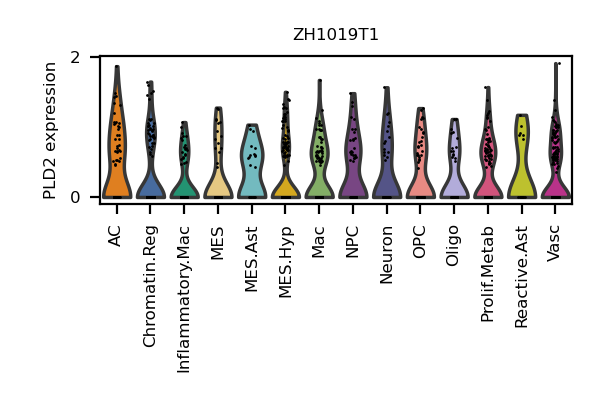 ZH1019T1
PLD2 expression
2
0
AC
Chromatin.Reg
Inflammatory.Mac
MES
MES.Ast
MES.Hyp
Mac
NPC
Neuron
OPC
Oligo
Prolif.Metab
Reactive.Ast
Vasc